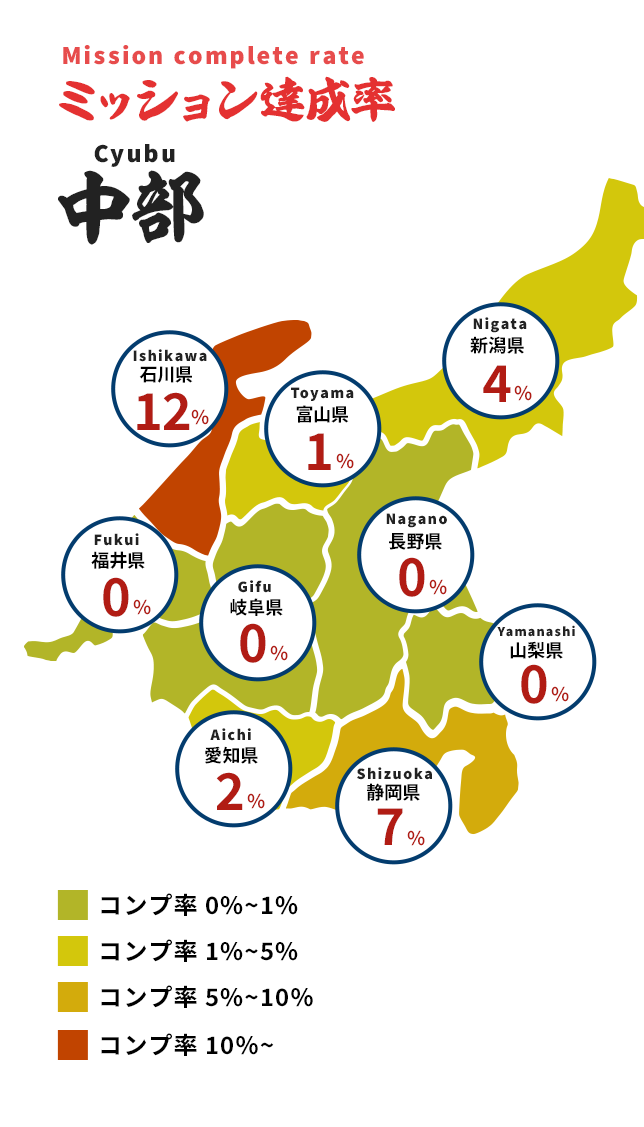 Mission complete rate
ミッション達成率
Cyubu
中部
Nigata
新潟県
4%
Ishikawa
石川県
12%
Toyama
富山県
1%
Nagano
長野県
0%
Fukui
福井県
0%
Gifu
岐阜県
0%
Yamanashi
山梨県
0%
Aichi
愛知県
2%
Shizuoka
静岡県
7%
コンプ率 0%~1%
コンプ率 1%~5%
コンプ率 5%~10%
コンプ率 10%~